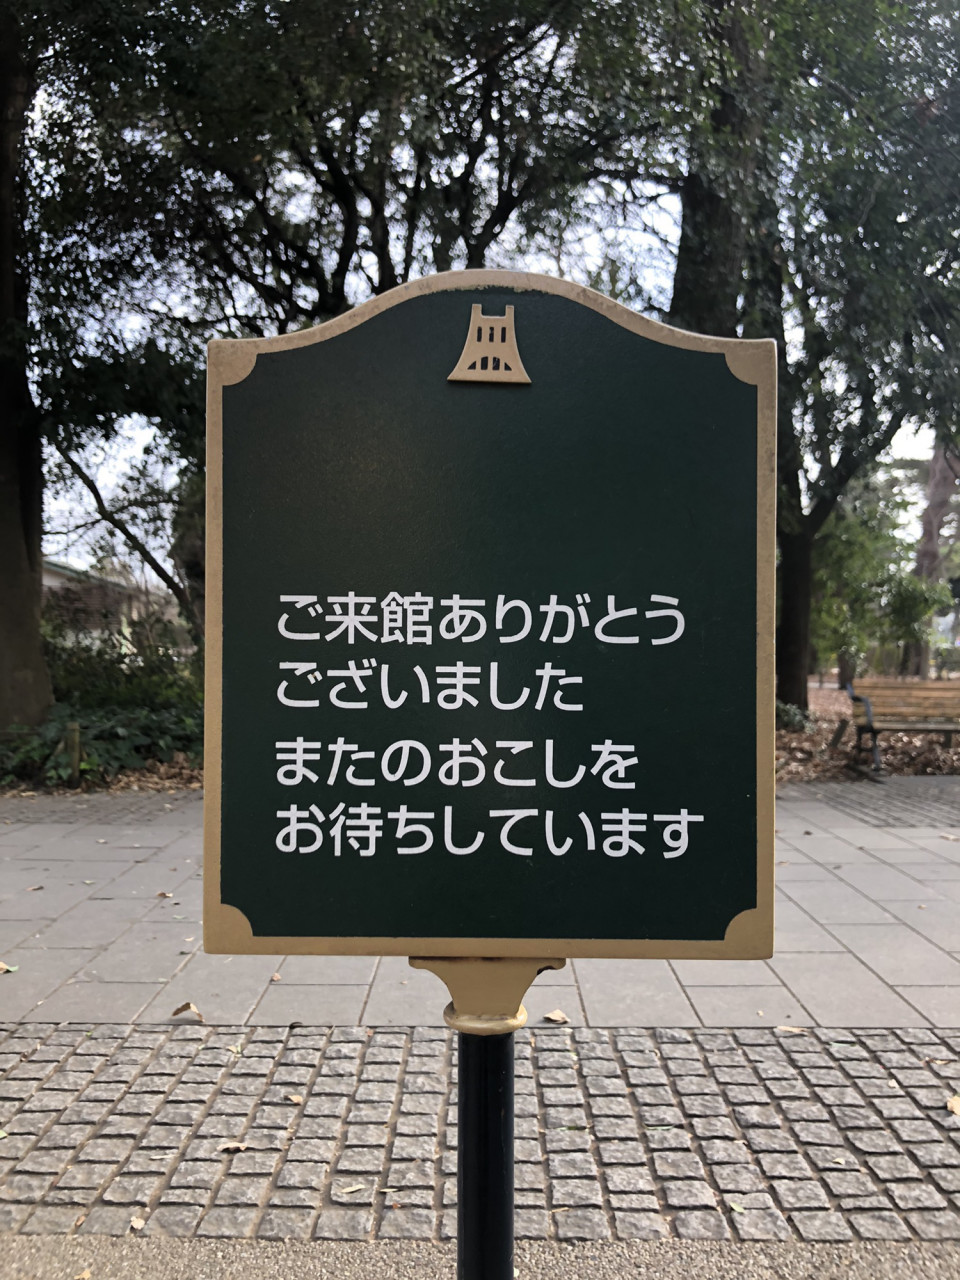 ご来館ありがとう
ございました
またのおこしを
お待ちしています